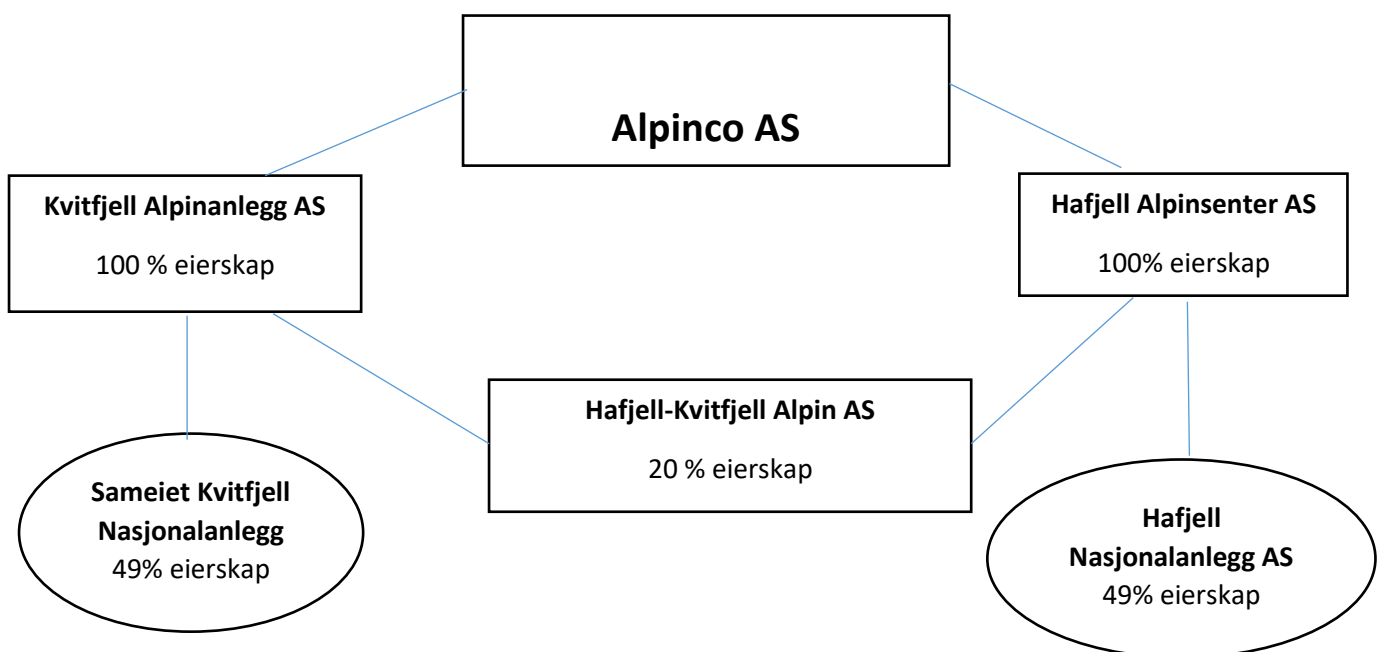 Alpinco AS
Kvitfjell Alpinanlegg AS
100 % eierskap
Hafjell Alpinsenter AS
100% eierskap
Hafjell-Kvitfjell Alpin AS
20 % eierskap
Sameiet Kvitfjell
Nasjonalanlegg
49% eierskap
Hafjell
Nasjonalanlegg AS
49% eierskap